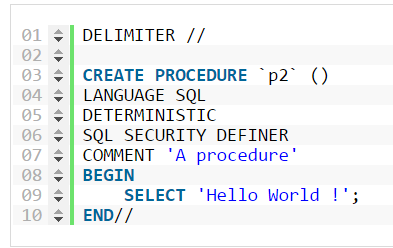 01 DELIMITER //
02
03 CREATE PROCEDURE `p2` ()
04 LANGUAGE SQL
05 DETERMINISTIC
06 SQL SECURITY DEFINER
07 COMMENT 'A procedure'
08 BEGIN
09     SELECT 'Hello World !';
10 END//